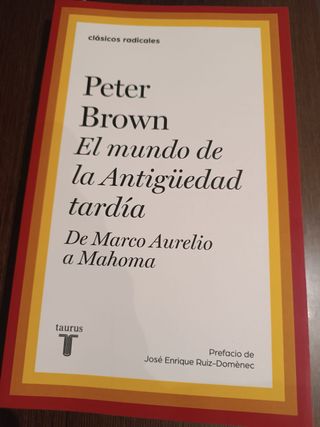 clásicos radicales
Peter
Brown
El mundo de
la Antigüedad
tardía
De Marco Aurelio
a Mahoma
taurus
Prefacio de
José Enrique Ruiz-Domènec